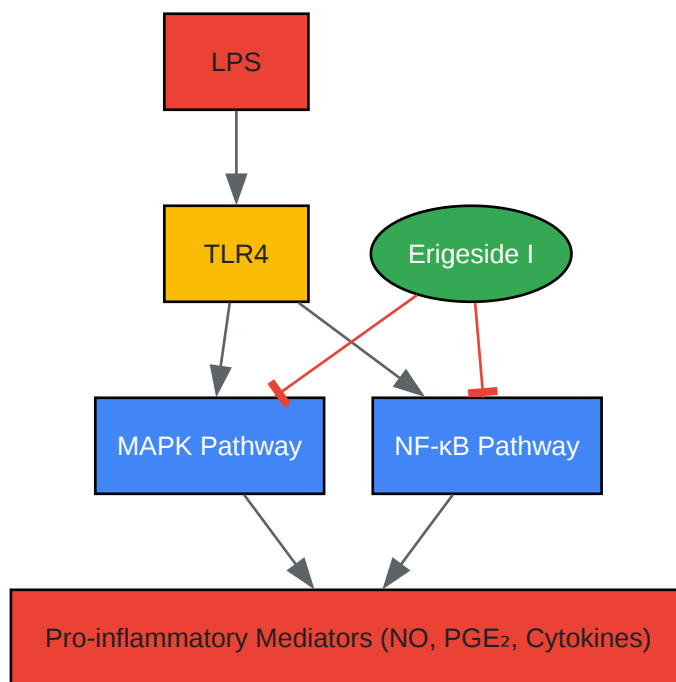 LPS
TLR4
Erigeside I
MAPK Pathway
NF-κB Pathway
Pro-inflammatory Mediators (NO, PGE₂, Cytokines)